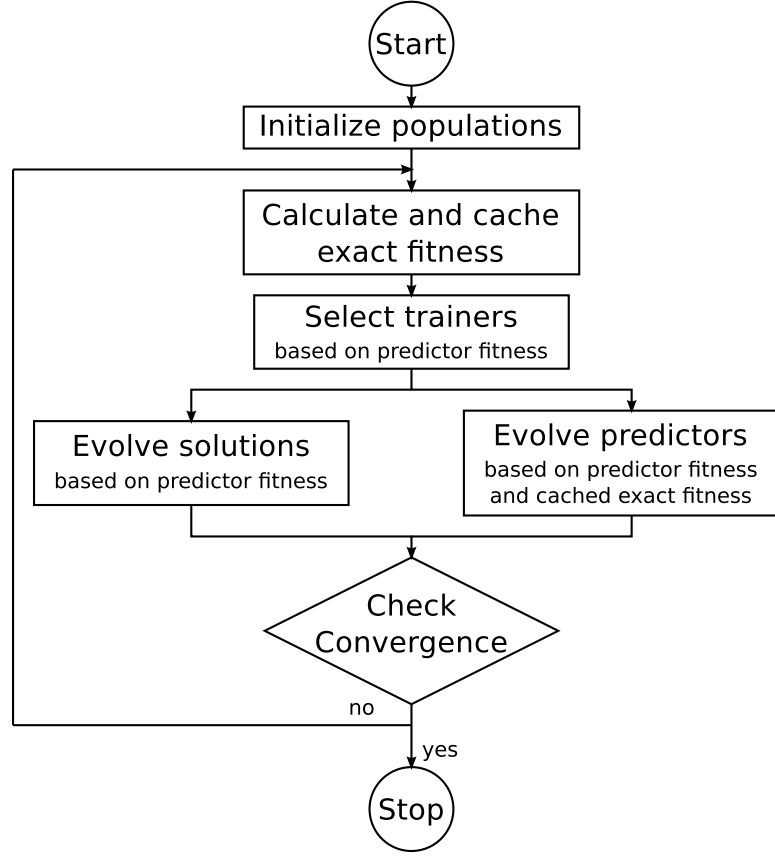 Start
Initialize populations
Calculate and cache
exact fitness
Select trainers
based on predictor fitness
Evolve solutions
based on predictor fitness
Evolve predictors
based on predictor fitness
and cached exact fitness
Check
Convergence
no
yes
Stop